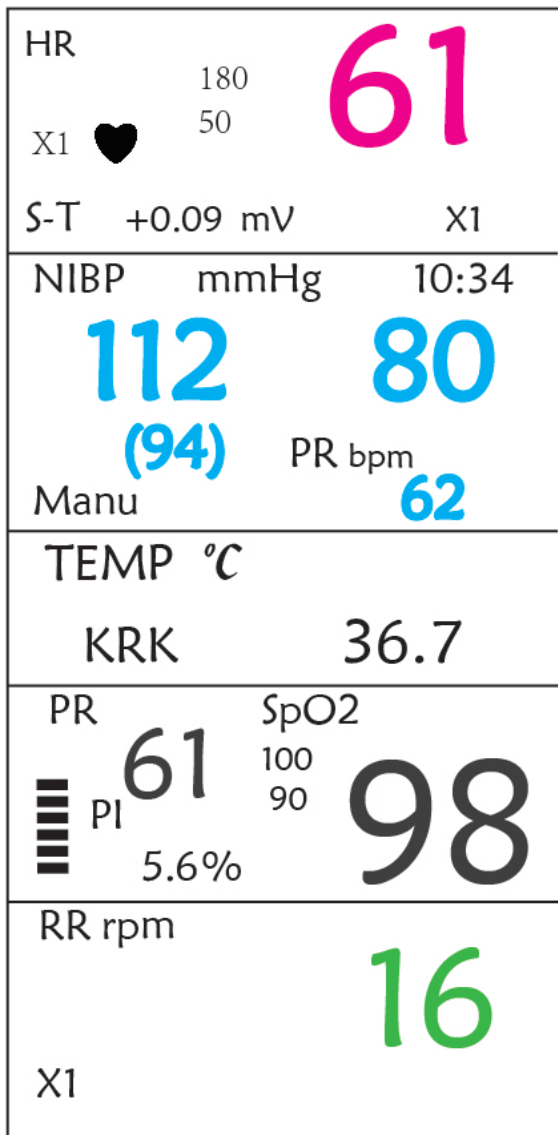 HR
180
61
50
X1
S-T +0.09 mV X1
NIBP mmHg 10:34
112 80
(94) PR bpm
Manu 62
TEMP °C
KRK 36.7
PR SpO2
61 100
98
PI 90
5.6%
RR rpm
16
X1